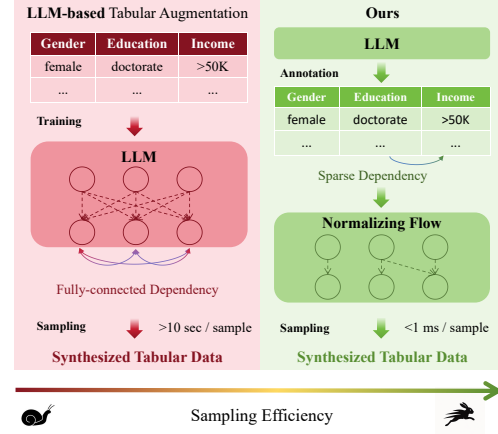 LLM-based Tabular Augmentation
Gender Education Income
female doctorate >50K
... ... ...
Training
LLM
Fully-connected Dependency
Sampling >10 sec / sample
Synthesized Tabular Data
Ours
LLM
Annotation
Gender Education Income
female doctorate >50K
... ... ...
Sparse Dependency
Normalizing Flow
Sampling <1 ms / sample
Synthesized Tabular Data
Sampling Efficiency